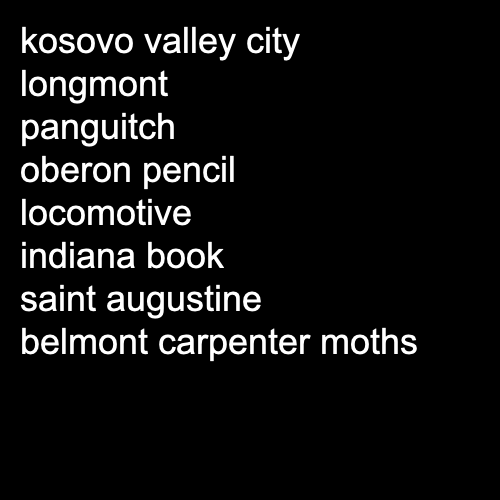 kosovo valley city
longmont
panguitch
oberon pencil
locomotive
indiana book
saint augustine
belmont carpenter moths